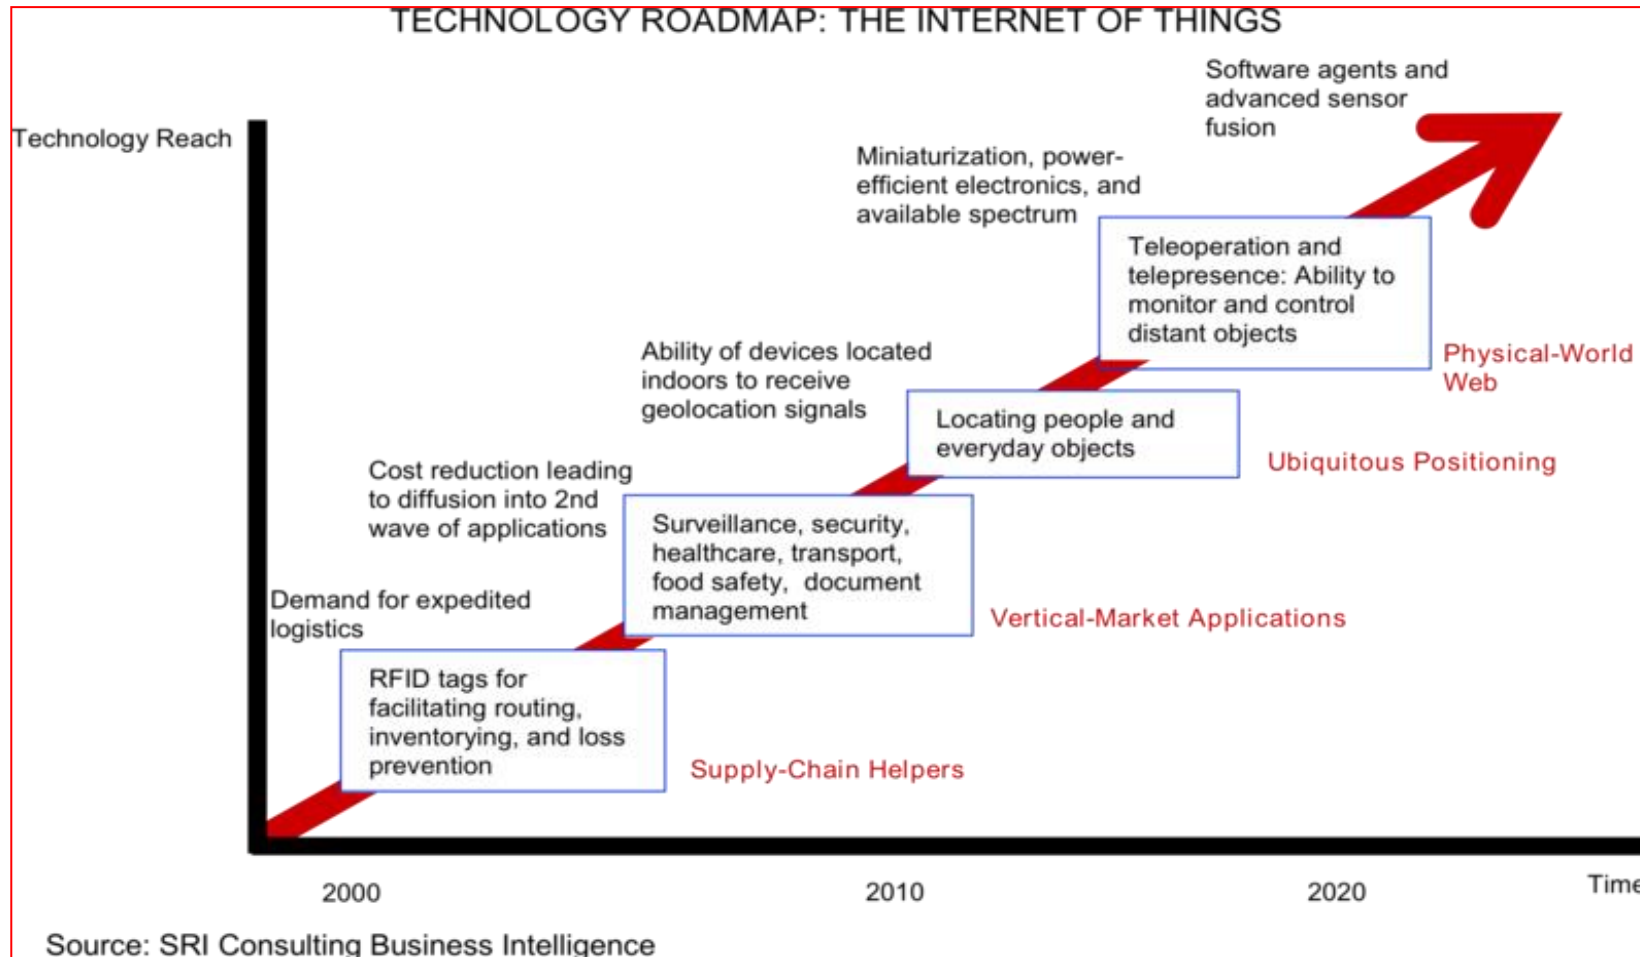 TECHNOLOGY ROADMAP: THE INTERNET OF THINGS
Software agents and
advanced sensor
fusion
Technology Reach
Miniaturization, power-
efficient electronics, and
available spectrum
Teleoperation and
telepresence: Ability to
monitor and control
distant objects
Physical-World
Web
Ability of devices located
indoors to receive
geolocation signals
Locating people and
everyday objects
Ubiquitous Positioning
Cost reduction leading
to diffusion into 2nd
wave of applications
Surveillance, security,
healthcare, transport,
food safety, document
management
Vertical-Market Applications
Demand for expedited
logistics
RFID tags for
facilitating routing,
inventorying, and loss
prevention
Supply-Chain Helpers
2000
2010
2020
Time
Source: SRI Consulting Business Intelligence